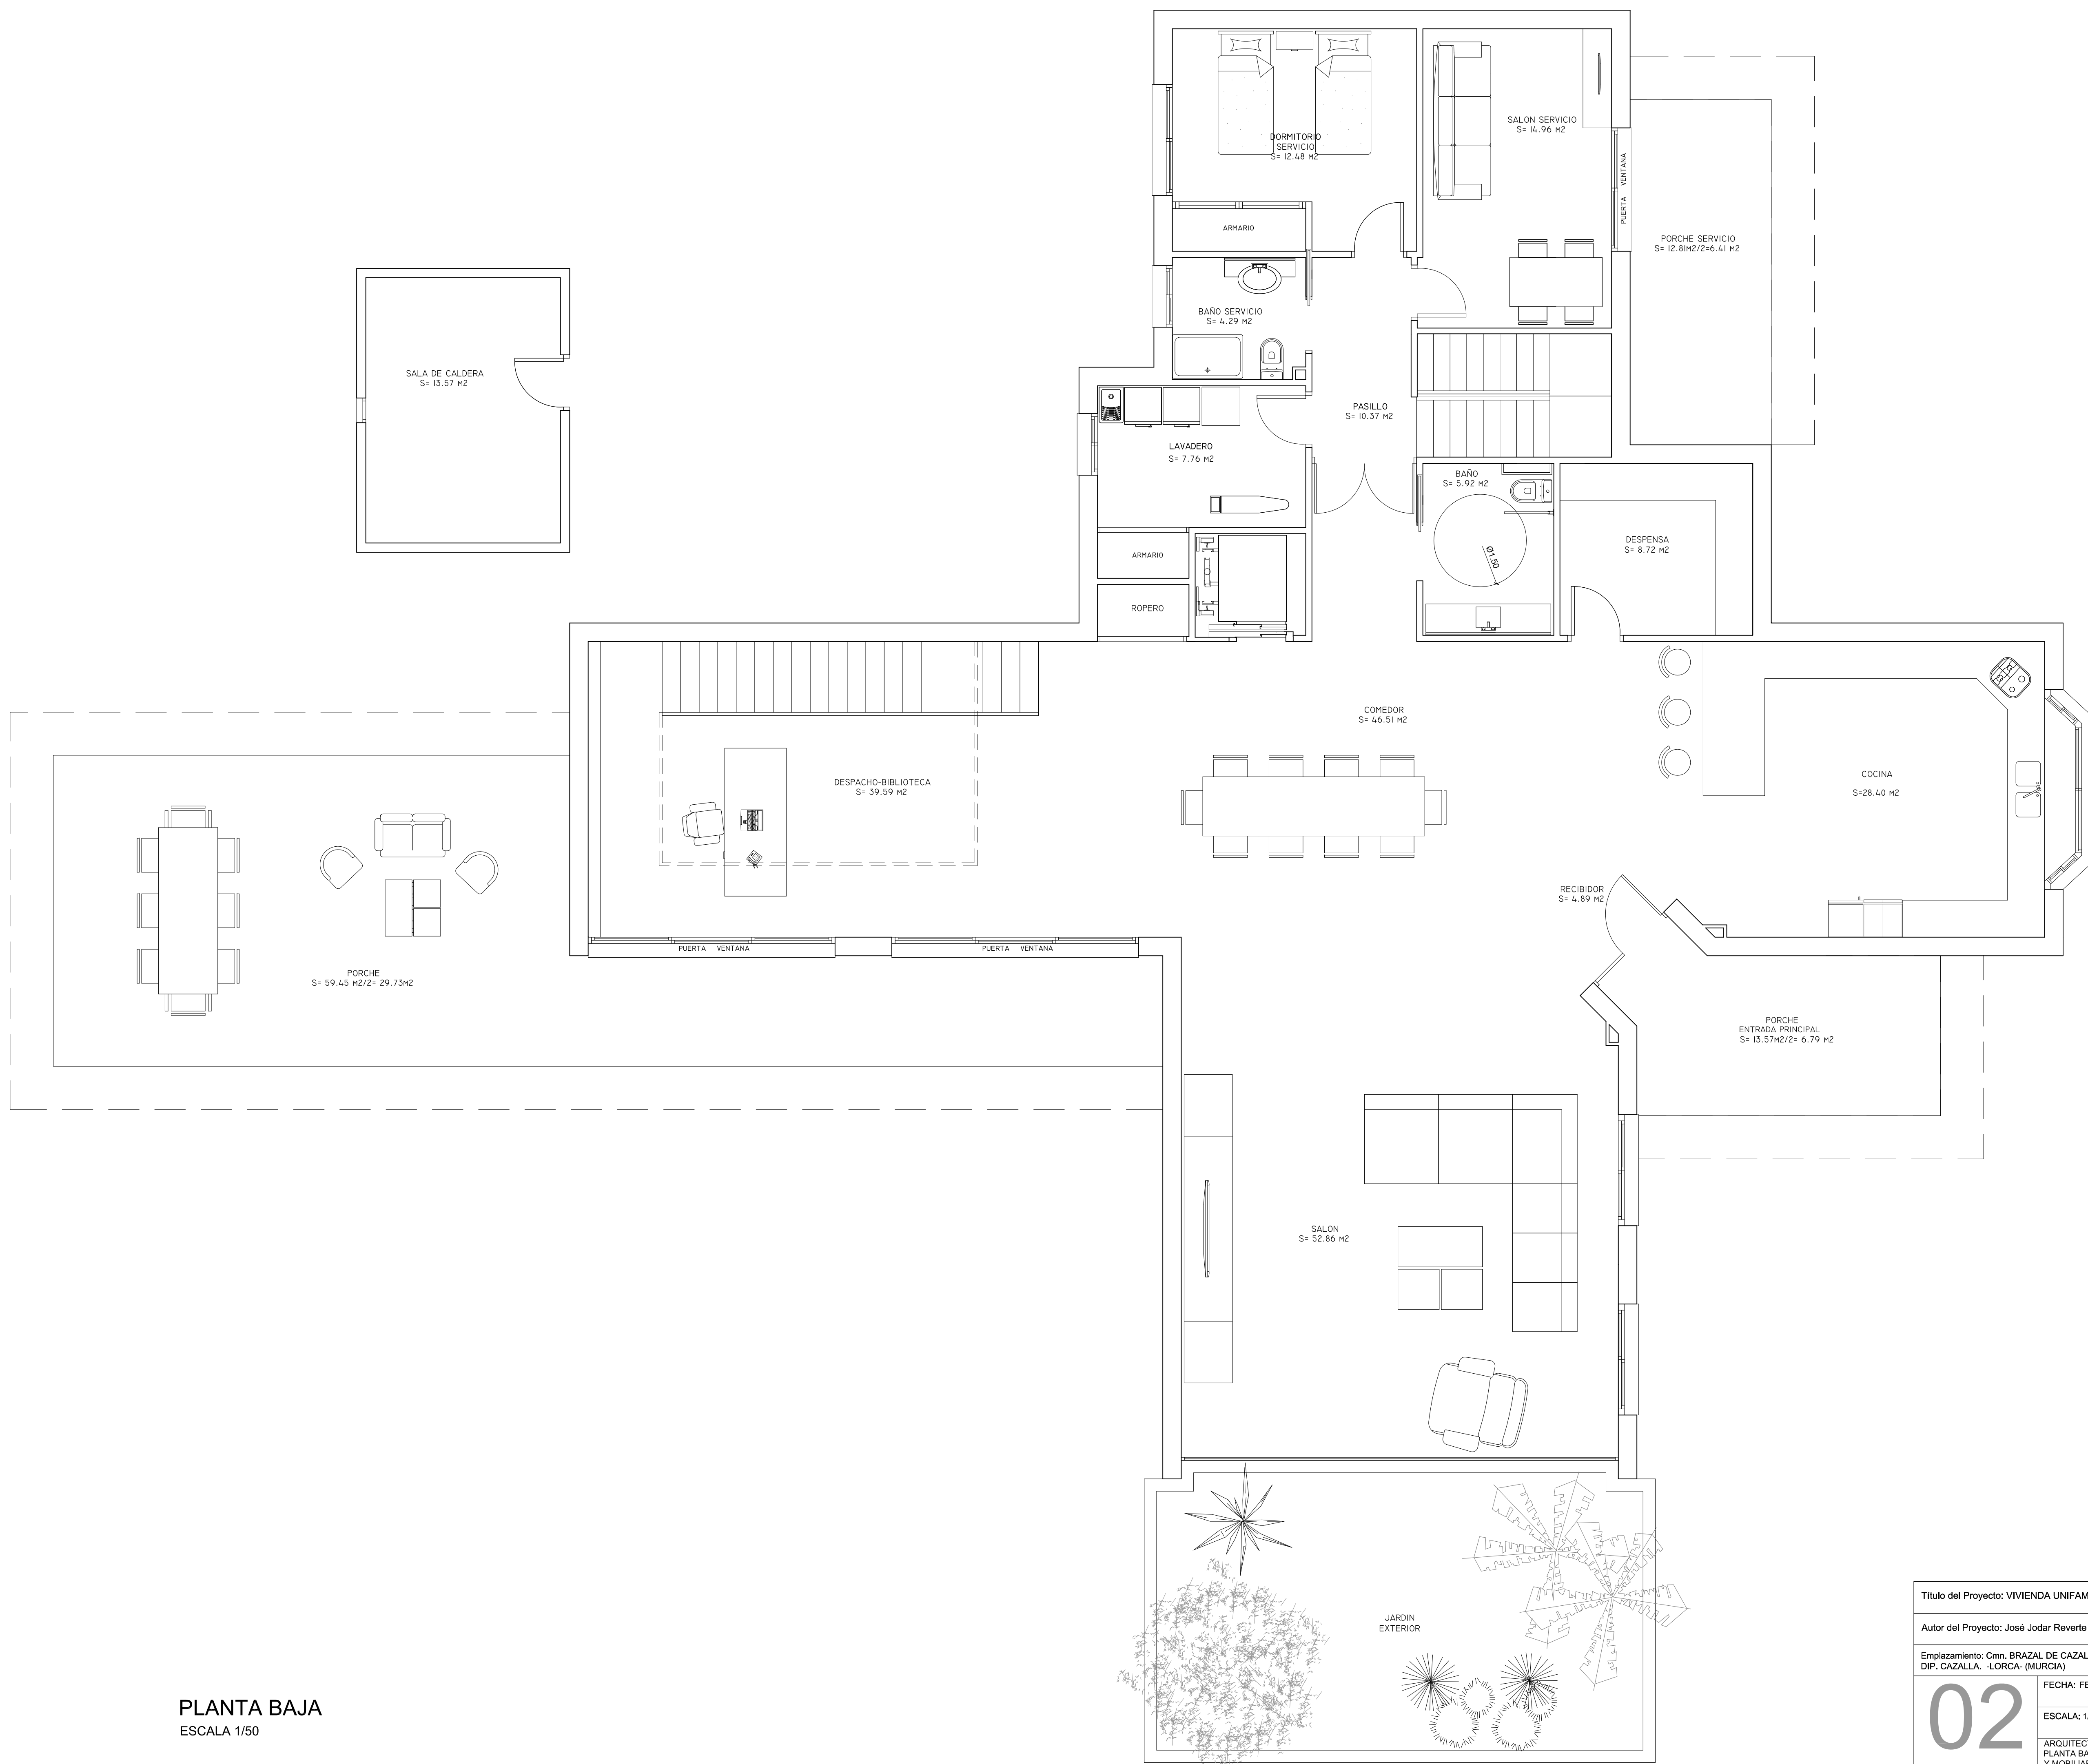 DORMITORIO
SERVICIO
S= 12.48 M2
SALON SERVICIO
S= 14.96 M2
PUERTA VENTANA
ARMARIO
PORCHE SERVICIO
S= 12.81M2/2=6.41 M2
BAÑO SERVICIO
S= 4.29 M2
SALA DE CALDERA
S= 13.57 M2
PASILLO
S= 10.37 M2
LAVADERO
S= 7.76 M2
BAÑO
S= 5.92 M2
Ø1.50
DESPENSA
S= 8.72 M2
ARMARIO
ROPERO
COMEDOR
S= 46.51 M2
DESPACHO-BIBLIOTECA
S= 39.59 M2
COCINA
S=28.40 M2
RECIBIDOR
S= 4.89 M2
PUERTA VENTANA
PUERTA VENTANA
PORCHE
S= 59.45 M2/2= 29.73M2
PORCHE
ENTRADA PRINCIPAL
S= 13.57M2/2= 6.79 M2
SALON
S= 52.86 M2
JARDIN
EXTERIOR
PLANTA BAJA
ESCALA 1/50
Título del Proyecto: VIVIENDA UNIFAM
Autor del Proyecto: José Jodar Reverte
Emplazamiento: Cmn. BRAZAL DE CAZAL
DIP. CAZALLA. -LORCA- (MURCIA)
02
FECHA: FE
ESCALA: 1/
ARQUITEC
PLANTA BA